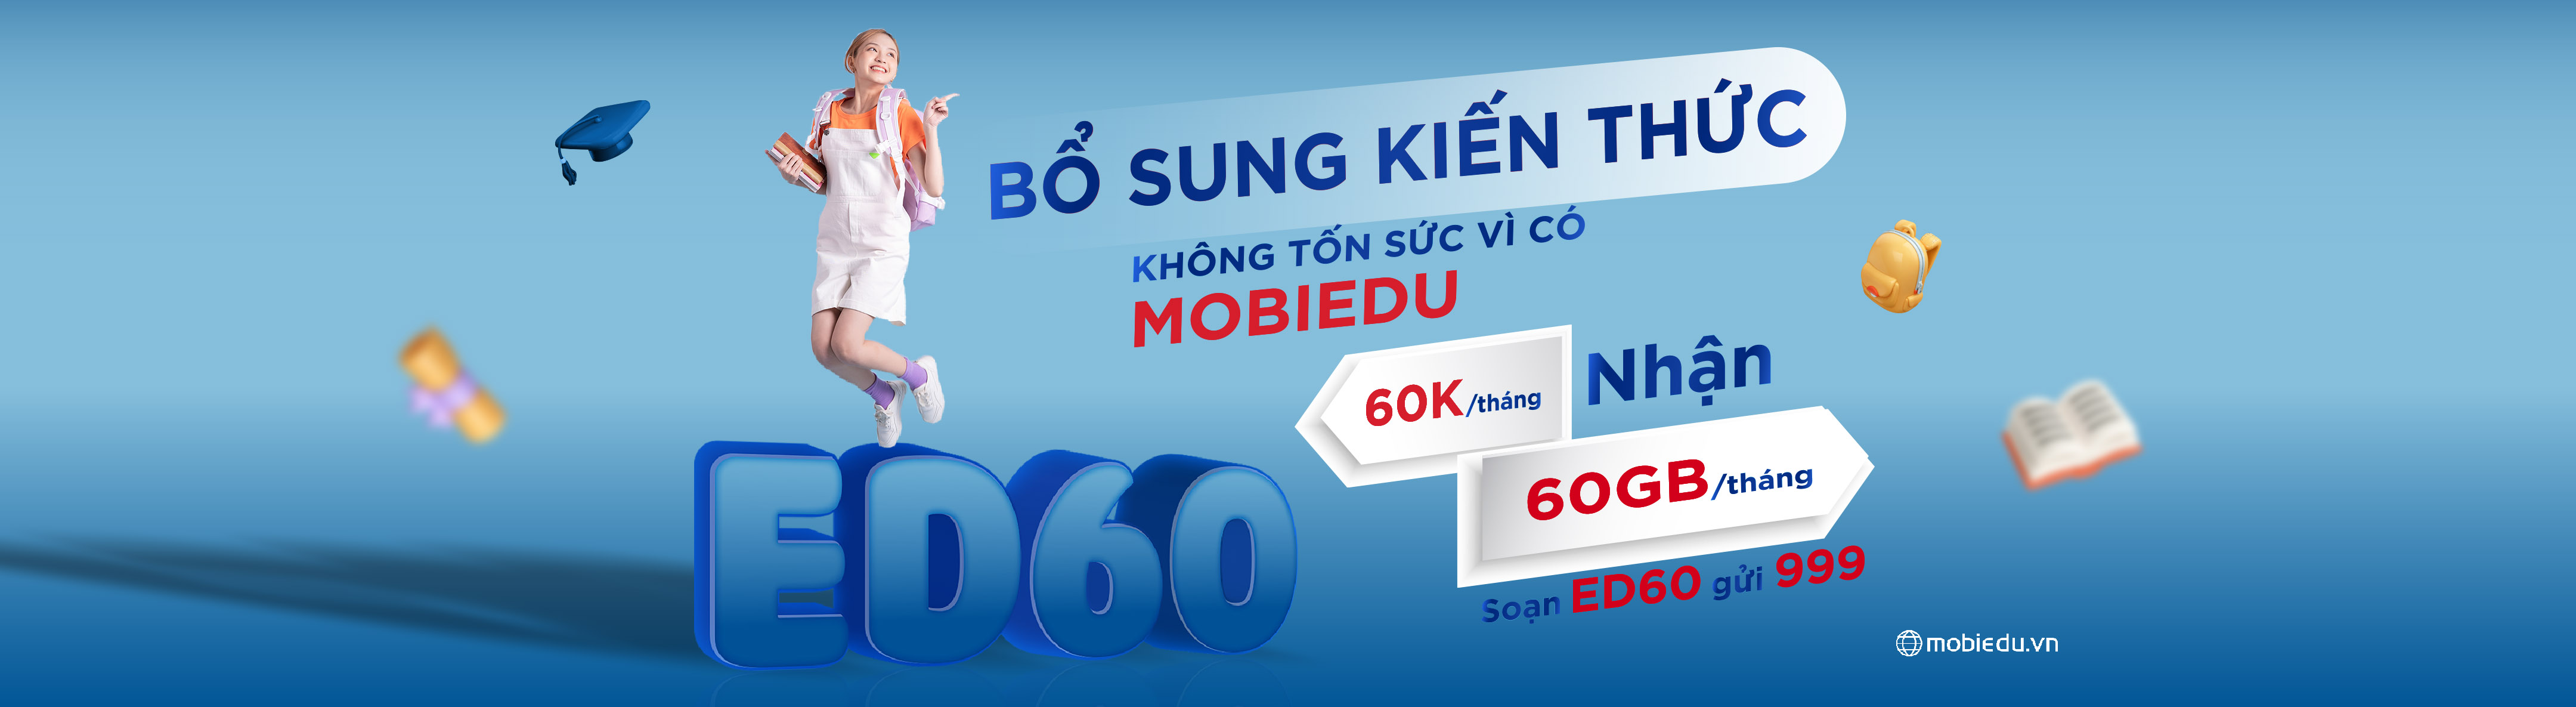 BỔ SUNG KIẾN THỨC
KHÔNG TỐN SỨC VÌ CÓ
MOBIEDU
60K/tháng
Nhận
60GB/tháng
Soạn ED60 gửi 999
ED60
mobiedu.vn